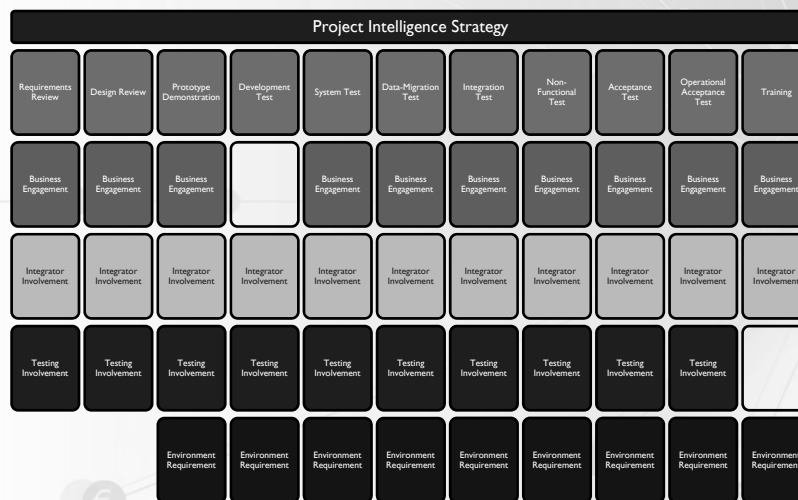 Project Intelligence Strategy
Requirements
Review
Design Review
Prototype
Demonstration
Development
Test
System Test
Data-Migration
Test
Integration
Test
Non-
Functional
Test
Acceptance
Test
Operational
Acceptance
Test
Training
Business
Engagement
Business
Engagement
Business
Engagement
Business
Engagement
Business
Engagement
Business
Engagement
Business
Engagement
Business
Engagement
Business
Engagement
Business
Engagement
Integrator
Involvement
Integrator
Involvement
Integrator
Involvement
Integrator
Involvement
Integrator
Involvement
Integrator
Involvement
Integrator
Involvement
Integrator
Involvement
Integrator
Involvement
Integrator
Involvement
Integrator
Involvement
Testing
Involvement
Testing
Involvement
Testing
Involvement
Testing
Involvement
Testing
Involvement
Testing
Involvement
Testing
Involvement
Testing
Involvement
Testing
Involvement
Testing
Involvement
Environment
Requirement
Environment
Requirement
Environment
Requirement
Environment
Requirement
Environment
Requirement
Environment
Requirement
Environment
Requirement
Environment
Requirement
Environment
Requirement